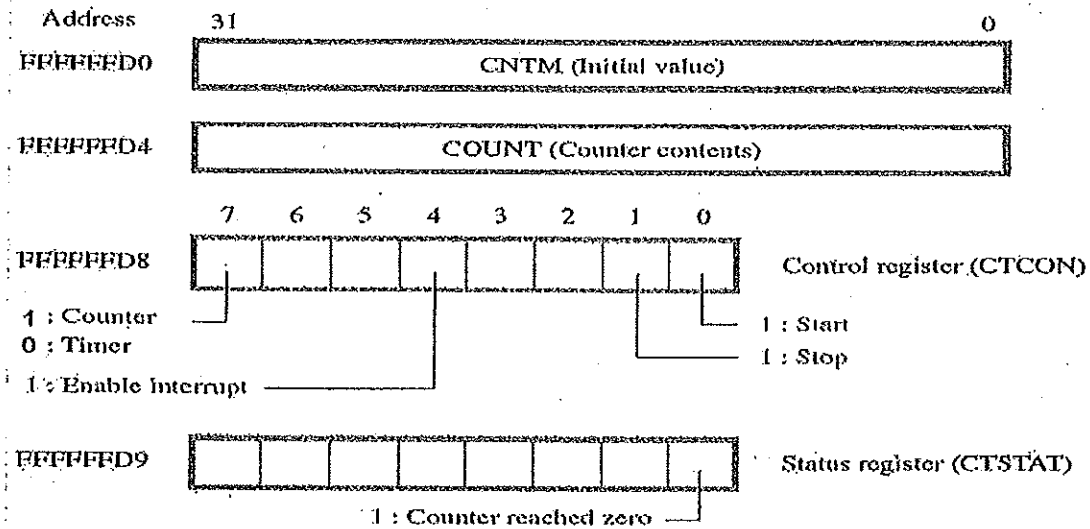 Address 31 0
FFFFFFD0 CNTM (Initial value)
FFFFFFD4 COUNT (Counter contents)
7 6 5 4 3 2 1 0
FFFFFFD8 Control register (CTCON)
1 : Counter
0 : Timer
1 : Start
1 : Stop
1 : Enable Interrupt
FFFFFFD9 Status register (CTSTAT)
1 : Counter reached zero